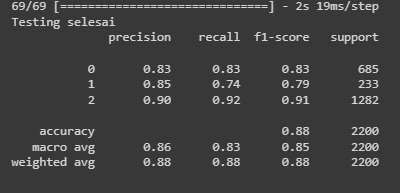 69/69 [==============================] - 2s 19ms/step
Testing selesai
precision recall f1-score support
0 0.83 0.83 0.83 685
1 0.85 0.74 0.79 233
2 0.90 0.92 0.91 1282
accuracy 0.88 2200
macro avg 0.86 0.83 0.85 2200
weighted avg 0.88 0.88 0.88 2200